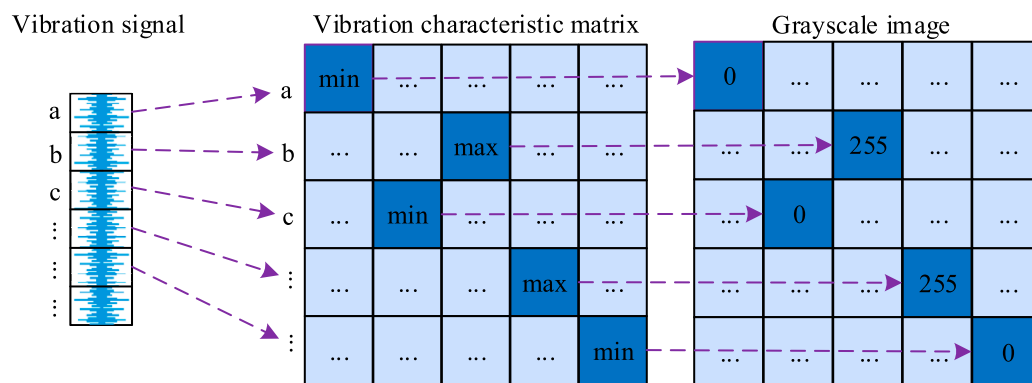 Vibration signal Vibration characteristic matrix Grayscale image
a a min ... ... ... ... 0 ... ... ... ...
b b ... ... max ... ... ... ... 255 ... ...
c c ... min ... ... ... ... 0 ... ... ...
... ... ... ... ... max ... ... ... ... 255 ...
... ... ... ... ... ... min ... ... ... ... 0
...